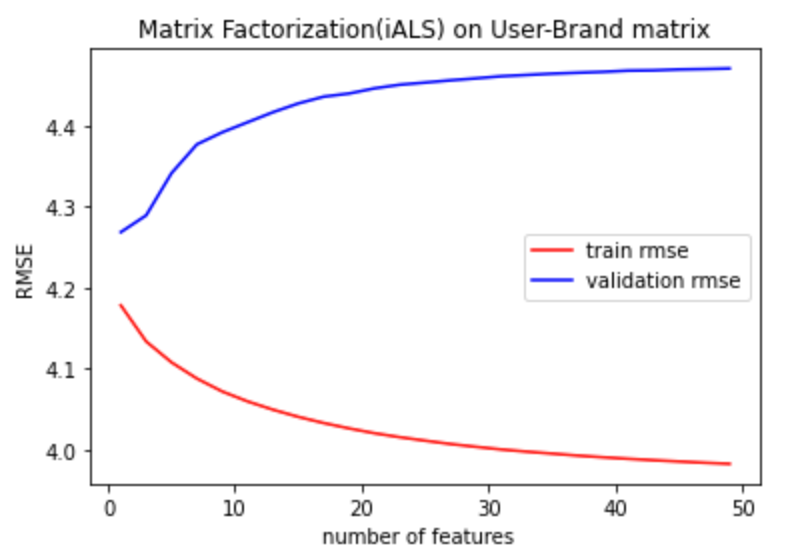 Matrix Factorization(iALS) on User-Brand matrix
4.4
4.3
4.2
4.1
4.0
RMSE
train rmse
validation rmse
0 10 20 30 40 50
number of features